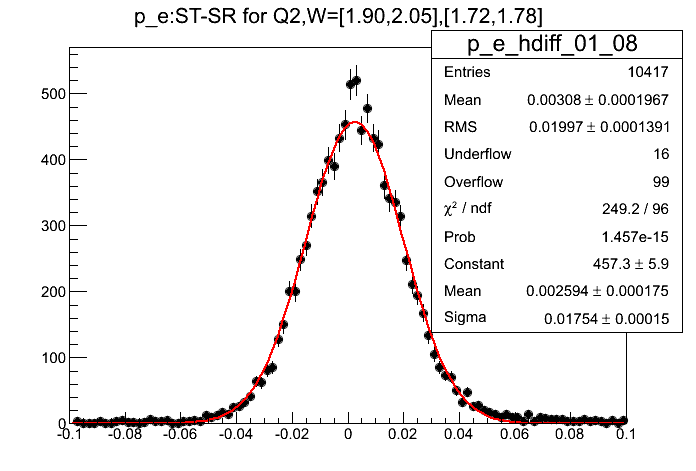 p_e:ST-SR for Q2,W=[1.90,2.05],[1.72,1.78]
p_e_hdiff_01_08
Entries 10417
Mean 0.00308 ± 0.0001967
RMS 0.01997 ± 0.0001391
Underflow 16
Overflow 99
χ² / ndf 249.2 / 96
Prob 1.457e-15
Constant 457.3 ± 5.9
Mean 0.002594 ± 0.000175
Sigma 0.01754 ± 0.00015
500
400
300
200
100
0
-0.1 -0.08 -0.06 -0.04 -0.02 0 0.02 0.04 0.06 0.08 0.1